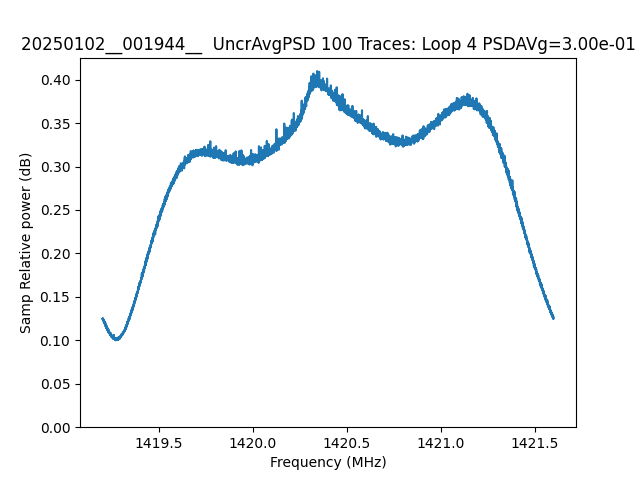 20250102__001944__  UncrAvgPSD 100 Traces: Loop 4 PSDAVg=3.00e-01
0.40
0.35
0.30
0.25
0.20
0.15
0.10
0.05
0.00
Samp Relative power (dB)
1419.5 1420.0 1420.5 1421.0 1421.5
Frequency (MHz)